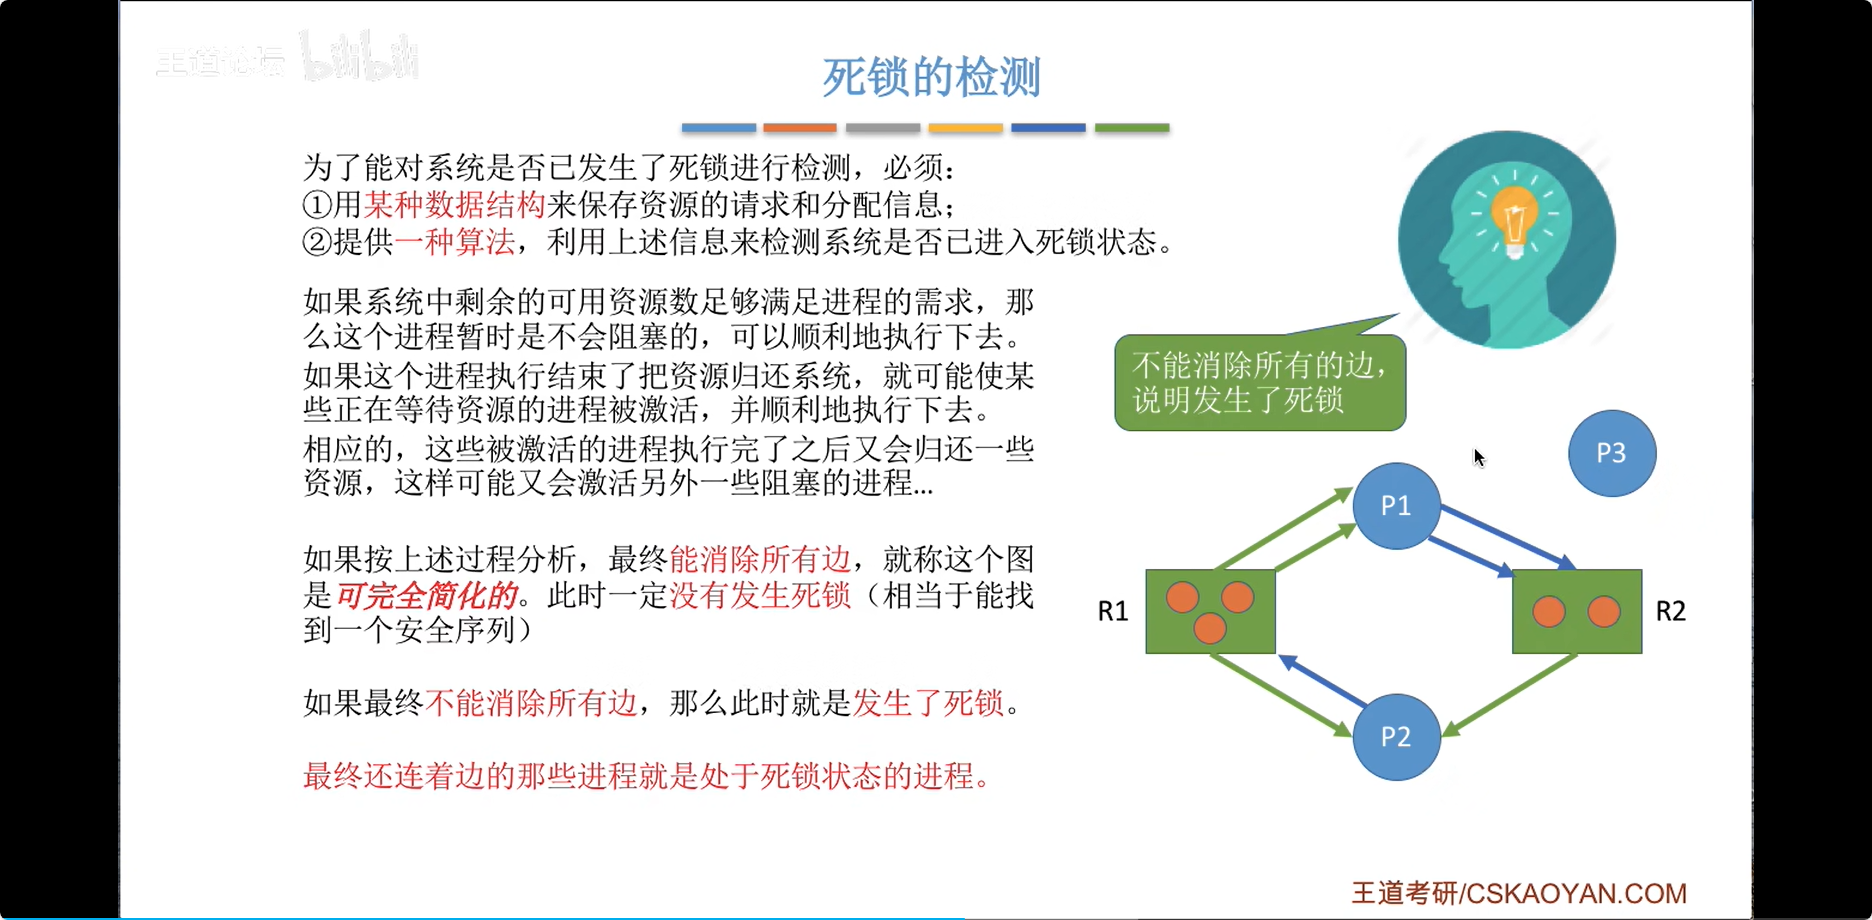 王道论坛 bilibili
死锁的检测
为了能对系统是否已发生了死锁进行检测，必须：
①用某种数据结构来保存资源的请求和分配信息；
②提供一种算法，利用上述信息来检测系统是否已进入死锁状态。
如果系统中剩余的可用资源数足够满足进程的需求，那
么这个进程暂时是不会阻塞的，可以顺利地执行下去。
如果这个进程执行结束了把资源归还系统，就可能使某
些正在等待资源的进程被激活，并顺利地执行下去。
相应的，这些被激活的进程执行完了之后又会归还一些
资源，这样可能又会激活另外一些阻塞的进程...
如果按上述过程分析，最终能消除所有边，就称这个图
是可完全简化的。此时一定没有发生死锁（相当于能找
到一个安全序列）
如果最终不能消除所有边，那么此时就是发生了死锁。
最终还连着边的那些进程就是处于死锁状态的进程。
不能消除所有的边，
说明发生了死锁
P3
P1
R1
R2
P2
王道考研/CSKAOYAN.COM